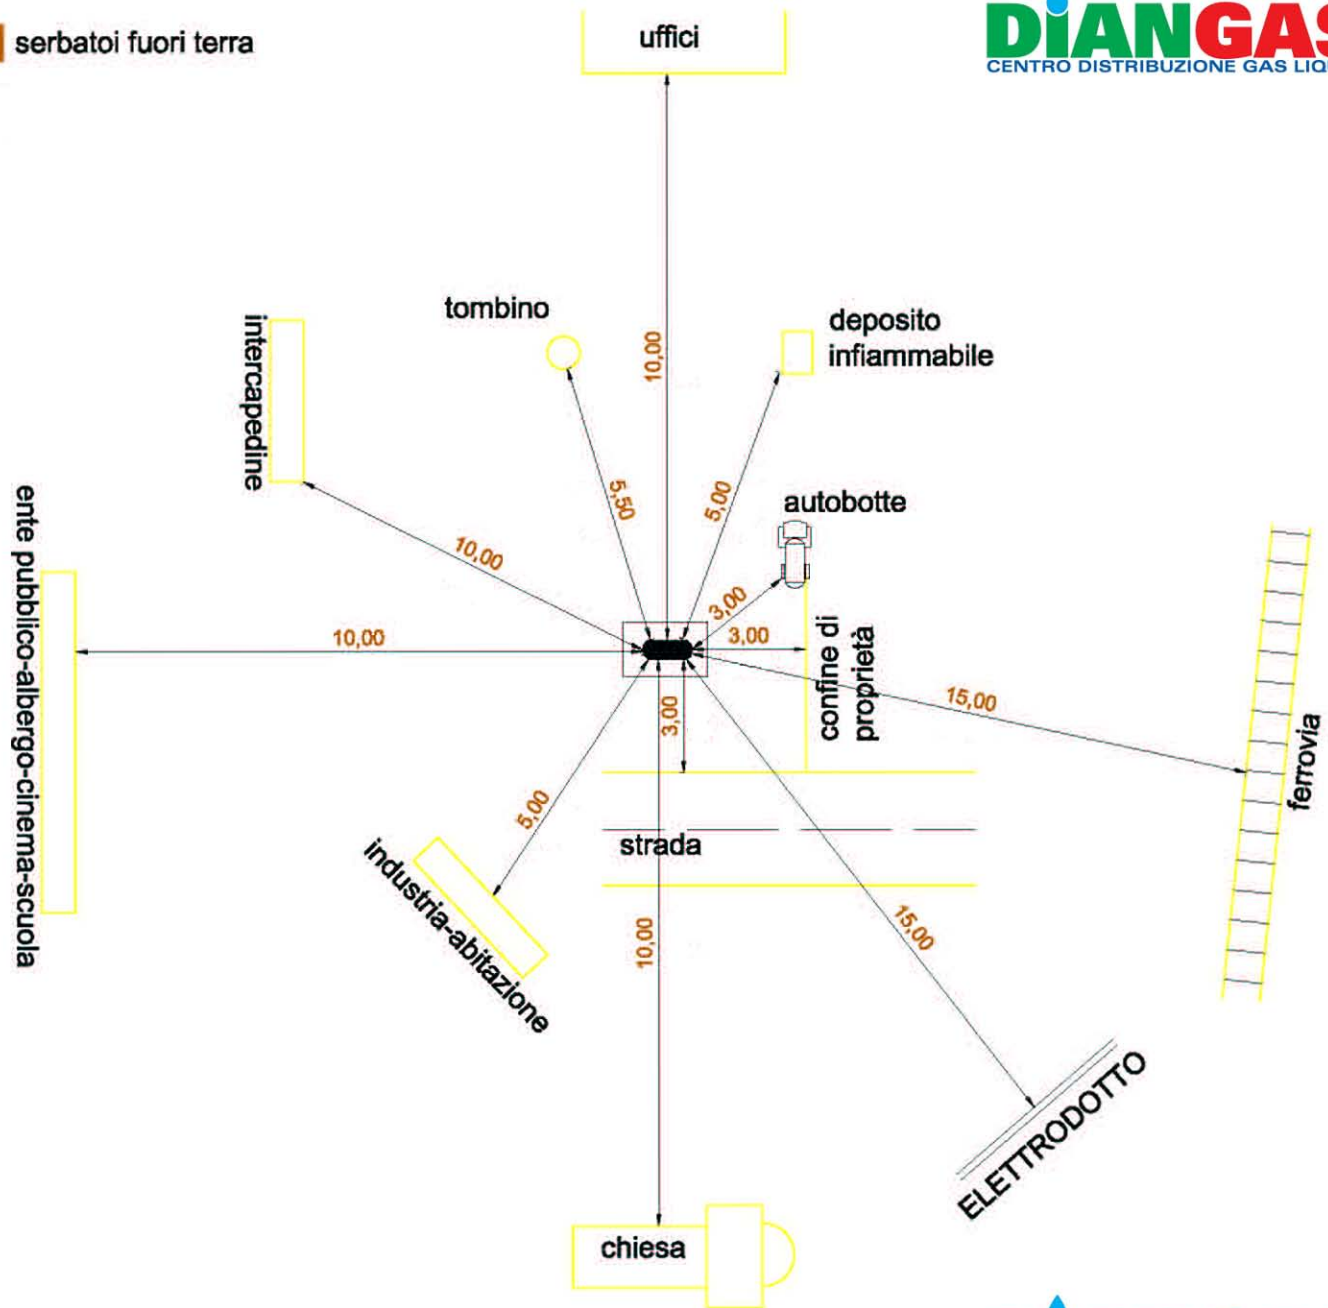 serbatoi fuori terra
uffici
DiANGAS
CENTRO DISTRIBUZIONE GAS
tombino
deposito
infiammabile
intercapedine
10,00
5,50
5,00
autobotte
10,00
3,00
3,00
ente pubblico-albergo-cinema-scuola
10,00
confine di
proprietà
15,00
3,00
ferrovia
5,00
strada
industria-abitazione
10,00
15,00
ELETTRODOTTO
chiesa